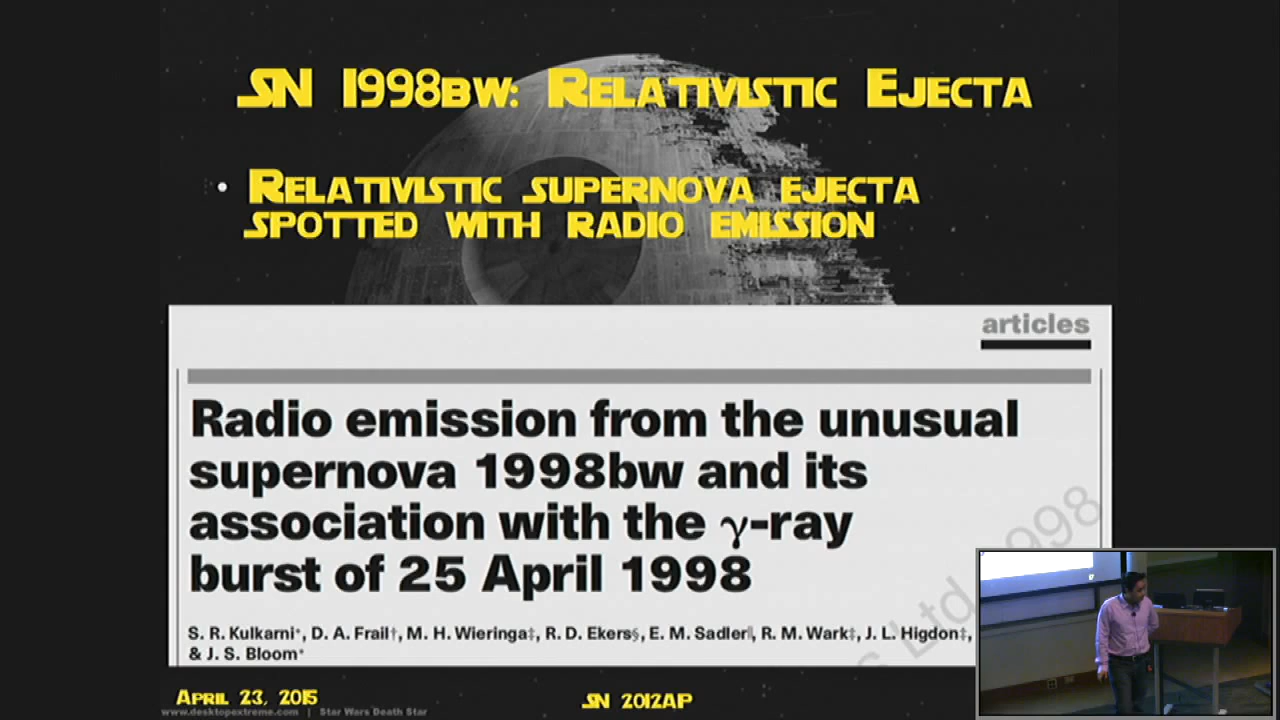 SN 1998bw: Relativistic Ejecta
• Relativistic supernova ejecta
spotted with radio emission
articles
Radio emission from the unusual
supernova 1998bw and its
association with the γ-ray
burst of 25 April 1998
S. R. Kulkarni*, D. A. Frail†, M. H. Wieringa‡, R. D. Ekers§, E. M. Sadler∥, R. M. Wark‡, J. L. Higdon‡,
& J. S. Bloom*
Ltd 1998
April 23, 2015
SN 2012ap
www.desktopextreme.com | Star Wars Death Star